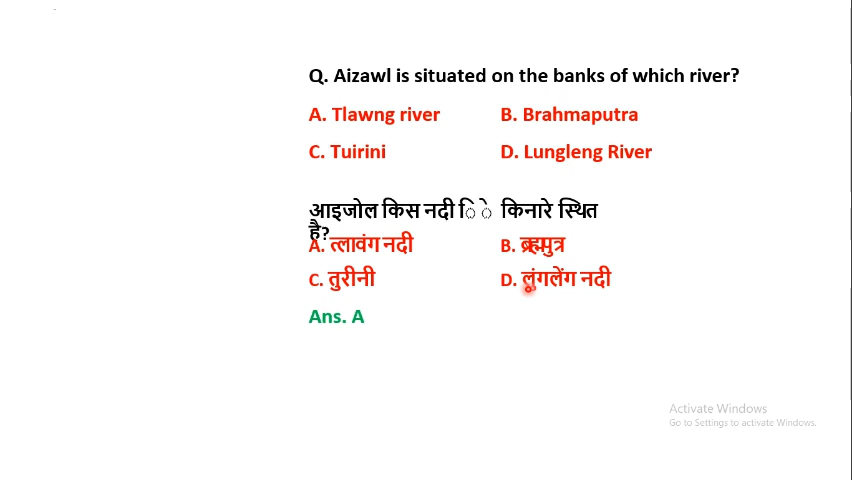 Q. Aizawl is situated on the banks of which river?
A. Tlawng river B. Brahmaputra
C. Tuirini D. Lungleng River
आइजोल किस नदी ि े किनारे स्थित
है?
A. त्लावंग नदी B. ब्रह्मपुत्र
C. तुरीनी D. लुंगलेंग नदी
Ans. A
Activate Windows
Go to Settings to activate Windows.